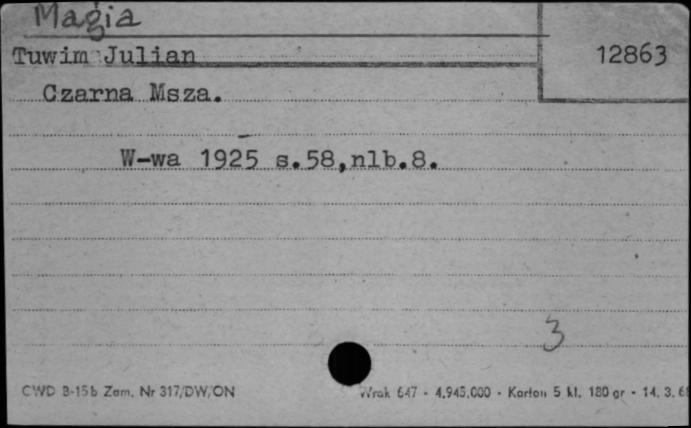 Magia
Tuwim Julian
12863
Czarna Msza.
W-wa 1925 s.58,nlb.8.
3
CWD B-15b Zam. Nr 317/DW/ON
Wrak 647 - 4.945.000 - Karton 5 kl. 180 gr - 14. 3. 68